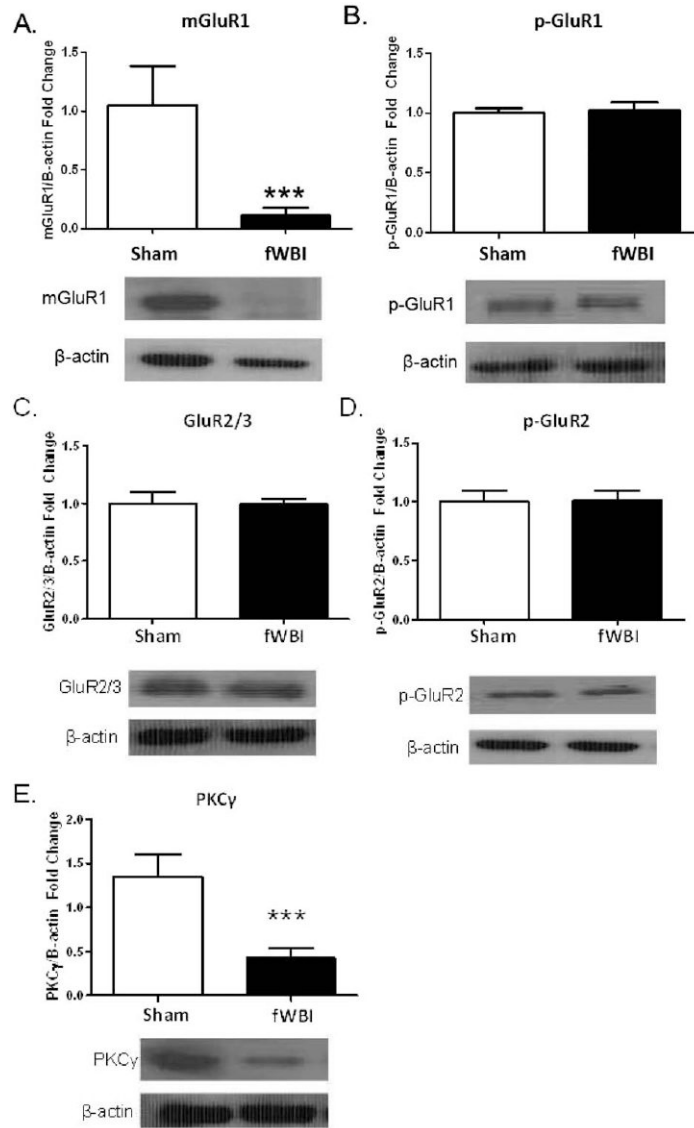 A.
mGluR1
mGluR1/B-actin Fold Change
1.5
1.0
0.5
0.0
***
Sham fWBI
mGluR1
β-actin
B.
p-GluR1
p-GluR1/B-actin Fold Change
1.5
1.0
0.5
0.0
Sham fWBI
p-GluR1
β-actin
C.
GluR2/3
GluR2/3/B-actin Fold Change
1.5
1.0
0.5
0.0
Sham fWBI
GluR2/3
β-actin
D.
p-GluR2
p-GluR2/B-actin Fold Change
1.5
1.0
0.5
0.0
Sham fWBI
p-GluR2
β-actin
E.
PKCγ
PKCγ/B-actin Fold Change
2.0
1.5
1.0
0.5
0.0
***
Sham fWBI
PKCγ
β-actin